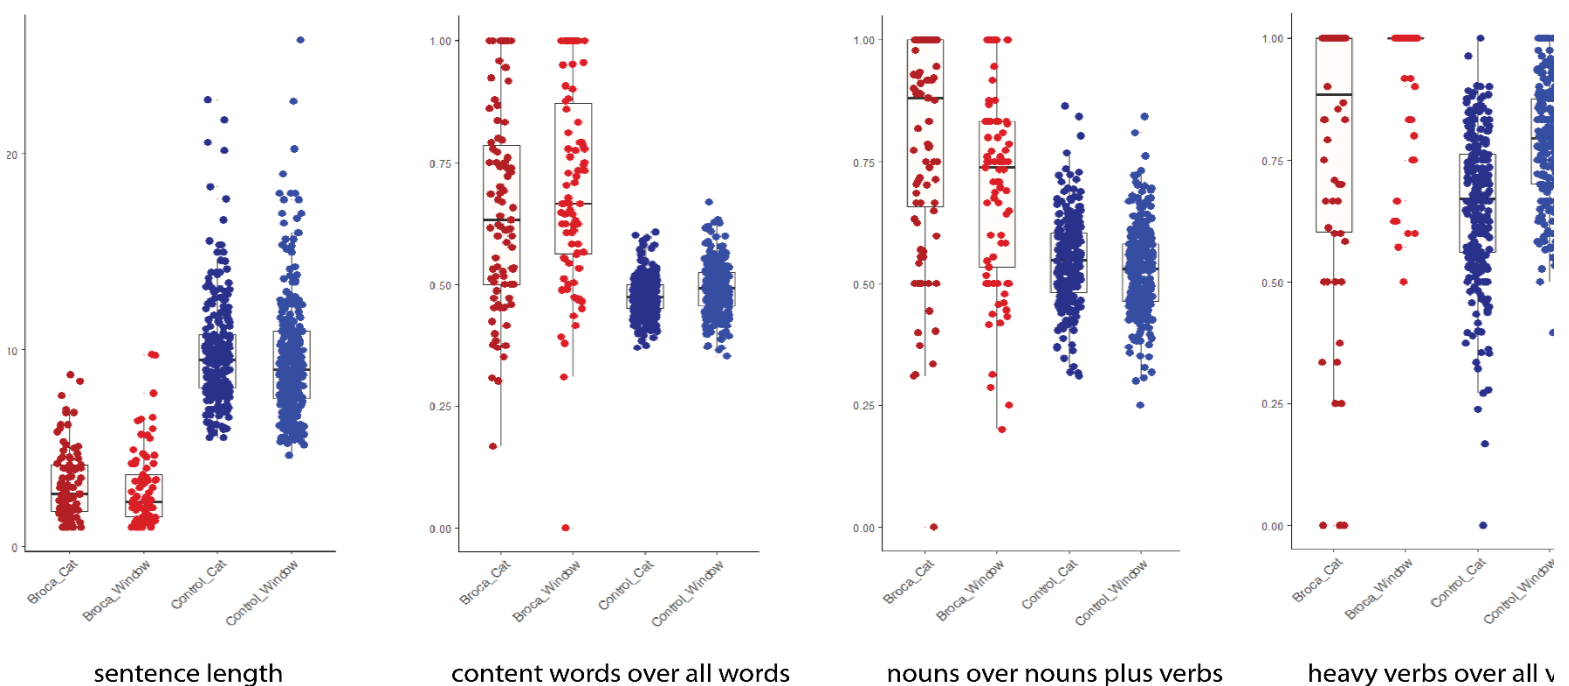 20
10
0
Broca_Cat
Broca_Window
Control_Cat
Control_Window
sentence length
1.00
0.75
0.50
0.25
0.00
Broca_Cat
Broca_Window
Control_Cat
Control_Window
content words over all words
1.00
0.75
0.50
0.25
0.00
Broca_Cat
Broca_Window
Control_Cat
Control_Window
nouns over nouns plus verbs
1.00
0.75
0.50
0.25
0.00
Broca_Cat
Broca_Window
Control_Cat
Control_Window
heavy verbs over all v